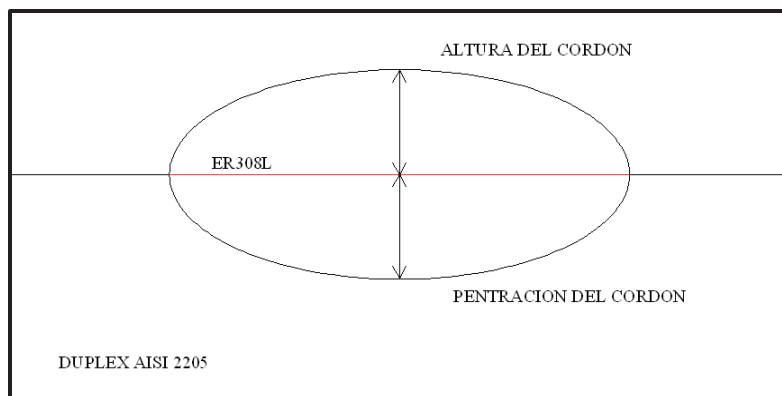 ALTURA DEL CORDON
ER308L
PENTRACION DEL CORDON
DUPLEX AISI 2205